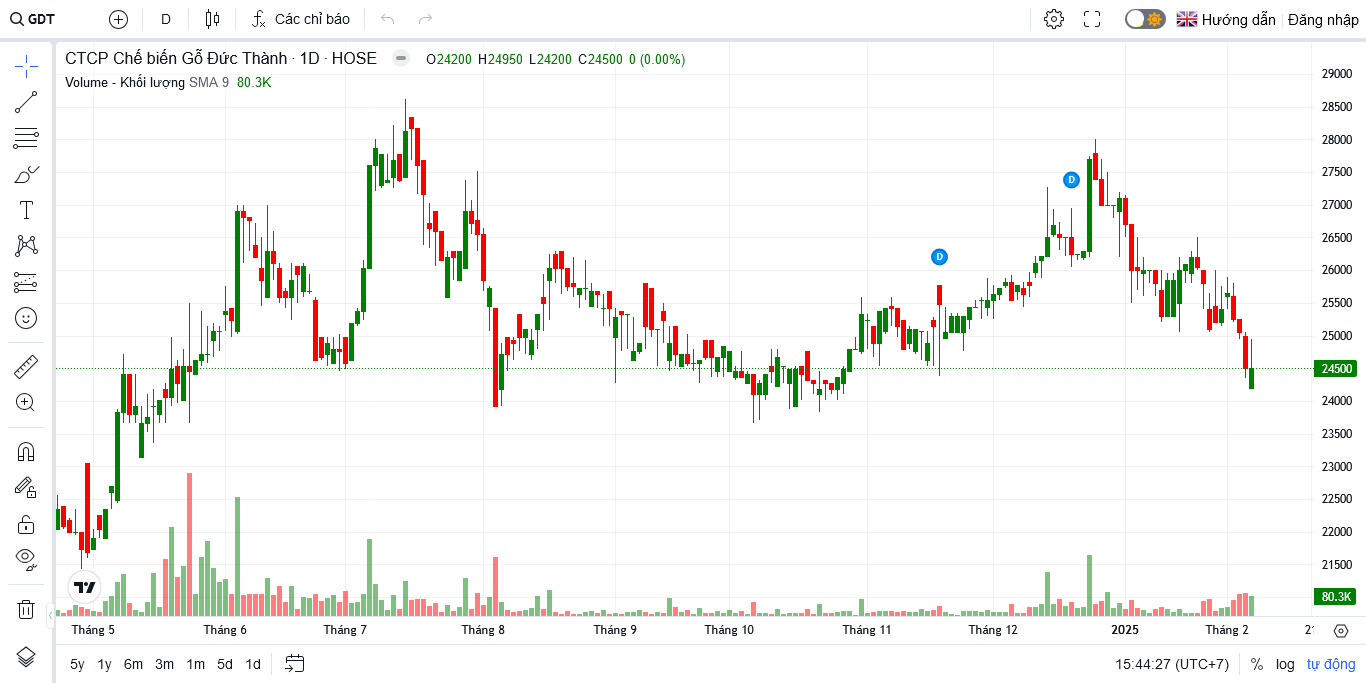 GDT D Các chỉ báo Hướng dẫn Đăng nhập
CTCP Chế biến Gỗ Đức Thành · 1D · HOSE O24200 H24950 L24200 C24500 0 (0.00%)
Volume - Khối lượng SMA 9 80.3K
29000
28500
28000
27500
27000
26500
26000
25500
25000
24500
24000
23500
23000
22500
22000
21500
80.3K
D
D
Tháng 5 Tháng 6 Tháng 7 Tháng 8 Tháng 9 Tháng 10 Tháng 11 Tháng 12 2025 Tháng 2
5y 1y 6m 3m 1m 5d 1d 15:44:27 (UTC+7) % log tự động